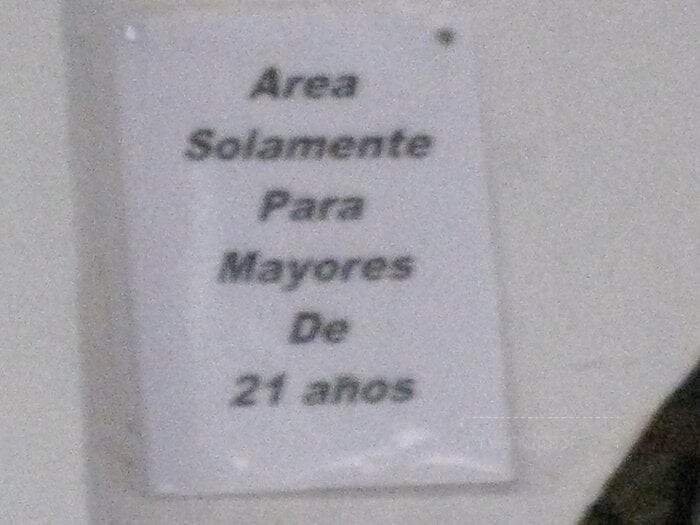 Area
Solamente
Para
Mayores
De
21 años